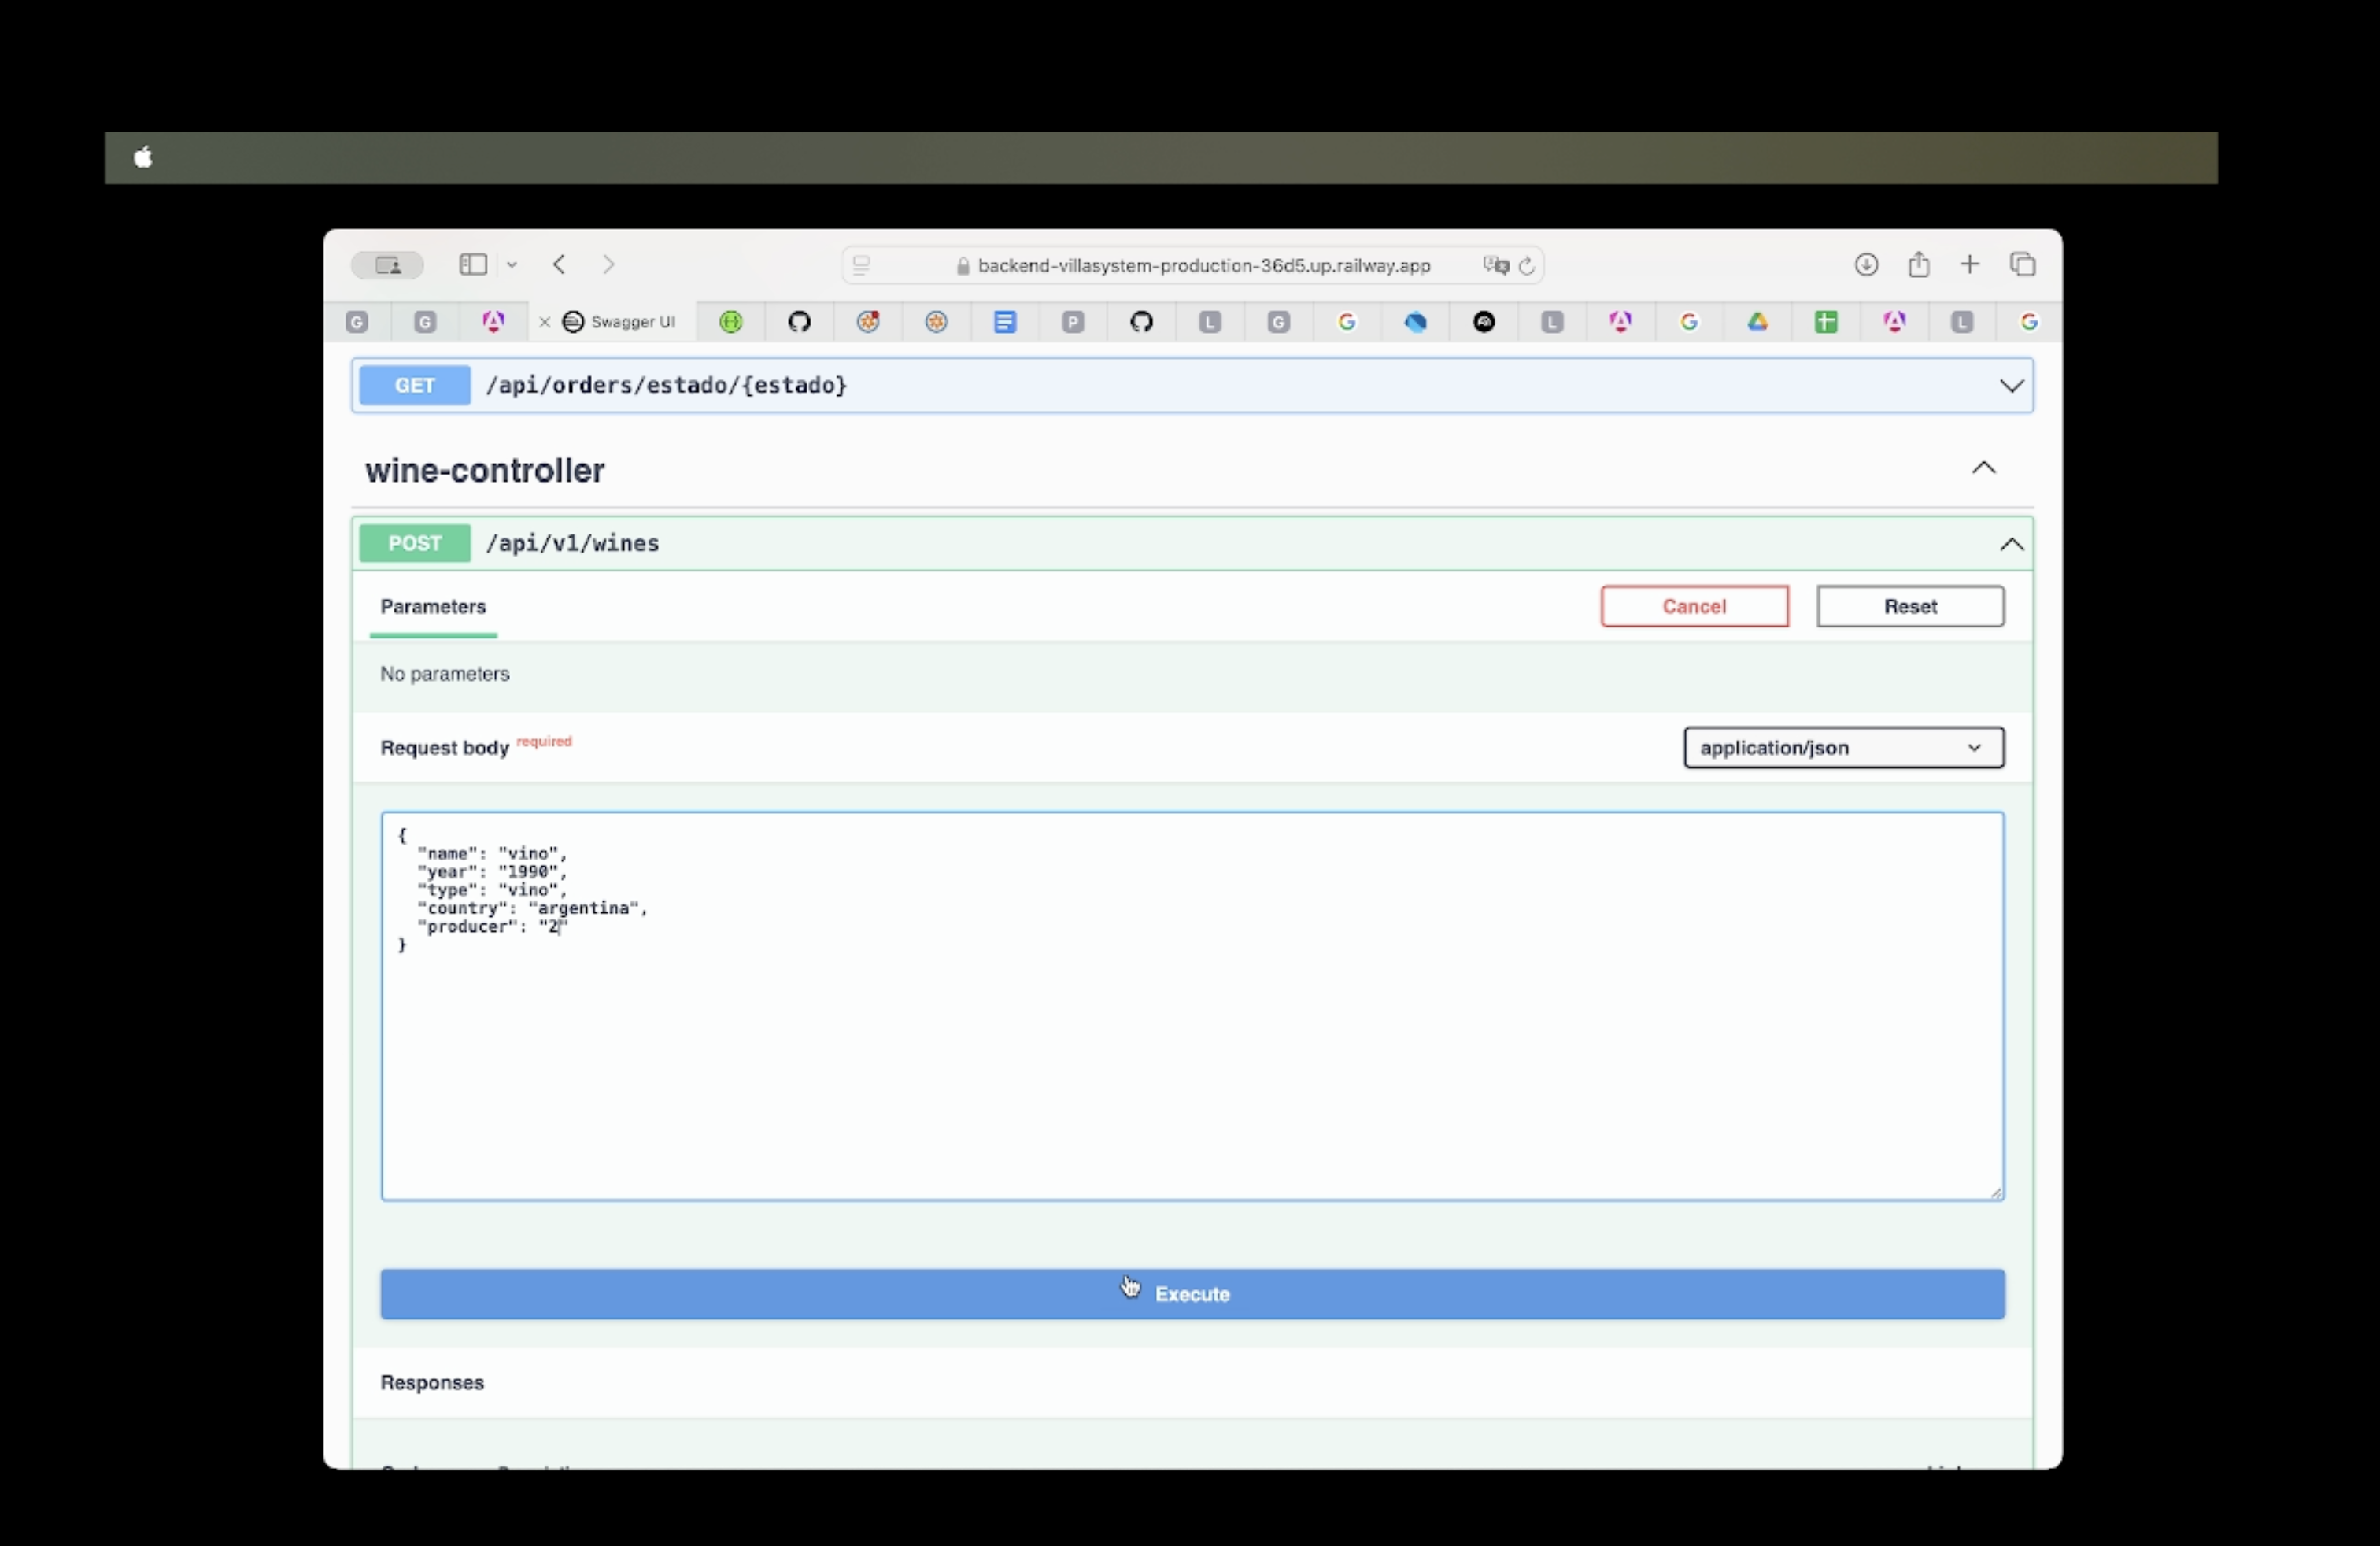 backend-villasystem-production-36d5.up.railway.app
G
G
Swagger UI
P
L
G
G
L
G
L
G
GET /api/orders/estado/{estado}
wine-controller
POST /api/v1/wines
Parameters
Cancel
Reset
No parameters
Request body required
application/json
{
"name": "vino",
"year": "1990",
"type": "vino",
"country": "argentina",
"producer": "2"
}
Execute
Responses